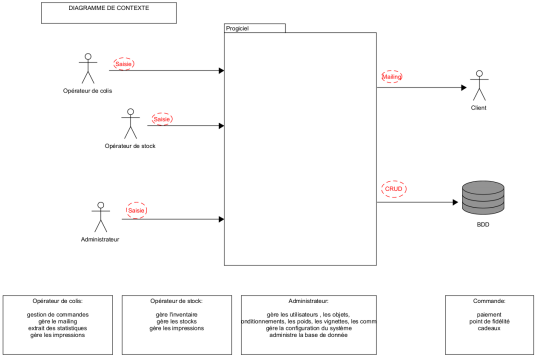 DIAGRAMME DE CONTEXTE
Progiciel
Saisie
Opérateur de colis
Saisie
Opérateur de stock
Saisie
Administrateur
Mailing
Client
CRUD
BDD
Opérateur de colis:
gestion de commandes
gère le mailing
extrait des statistiques
gère les impressions
Opérateur de stock:
gère l'inventaire
gère les stocks
gère les impressions
Administrateur:
gère les utilisateurs , les objets,
onditionnements, les poids, les vignettes, les comm
gère la configuration du système
administre la base de donnée
Commande:
paiement
point de fidélité
cadeaux